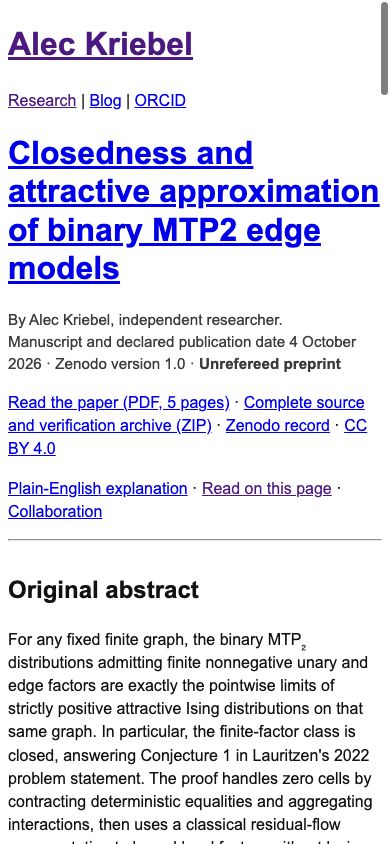 Alec Kriebel
Research | Blog | ORCID
Closedness and
attractive approximation
of binary MTP2 edge
models
By Alec Kriebel, independent researcher.
Manuscript and declared publication date 4 October
2026 · Zenodo version 1.0 · Unrefereed preprint
Read the paper (PDF, 5 pages) · Complete source
and verification archive (ZIP) · Zenodo record · CC
BY 4.0
Plain-English explanation · Read on this page ·
Collaboration
Original abstract
For any fixed finite graph, the binary MTP₂
distributions admitting finite nonnegative unary and
edge factors are exactly the pointwise limits of
strictly positive attractive Ising distributions on that
same graph. In particular, the finite-factor class is
closed, answering Conjecture 1 in Lauritzen's 2022
problem statement. The proof handles zero cells by
contracting deterministic equalities and aggregating
interactions, then uses a classical residual-flow